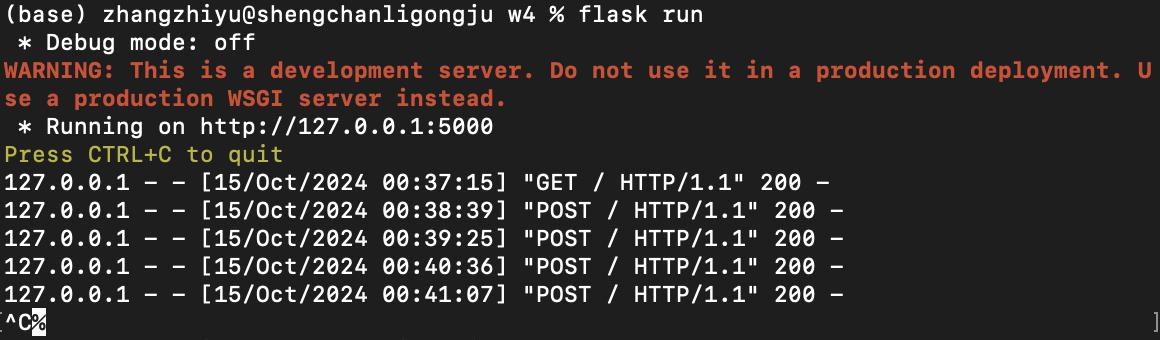 (base) zhangzhiyu@shengchanligongju w4 % flask run
 * Debug mode: off
WARNING: This is a development server. Do not use it in a production deployment. U
se a production WSGI server instead.
 * Running on http://127.0.0.1:5000
Press CTRL+C to quit
127.0.0.1 - - [15/Oct/2024 00:37:15] "GET / HTTP/1.1" 200 -
127.0.0.1 - - [15/Oct/2024 00:38:39] "POST / HTTP/1.1" 200 -
127.0.0.1 - - [15/Oct/2024 00:39:25] "POST / HTTP/1.1" 200 -
127.0.0.1 - - [15/Oct/2024 00:40:36] "POST / HTTP/1.1" 200 -
127.0.0.1 - - [15/Oct/2024 00:41:07] "POST / HTTP/1.1" 200 -
[^C% ]